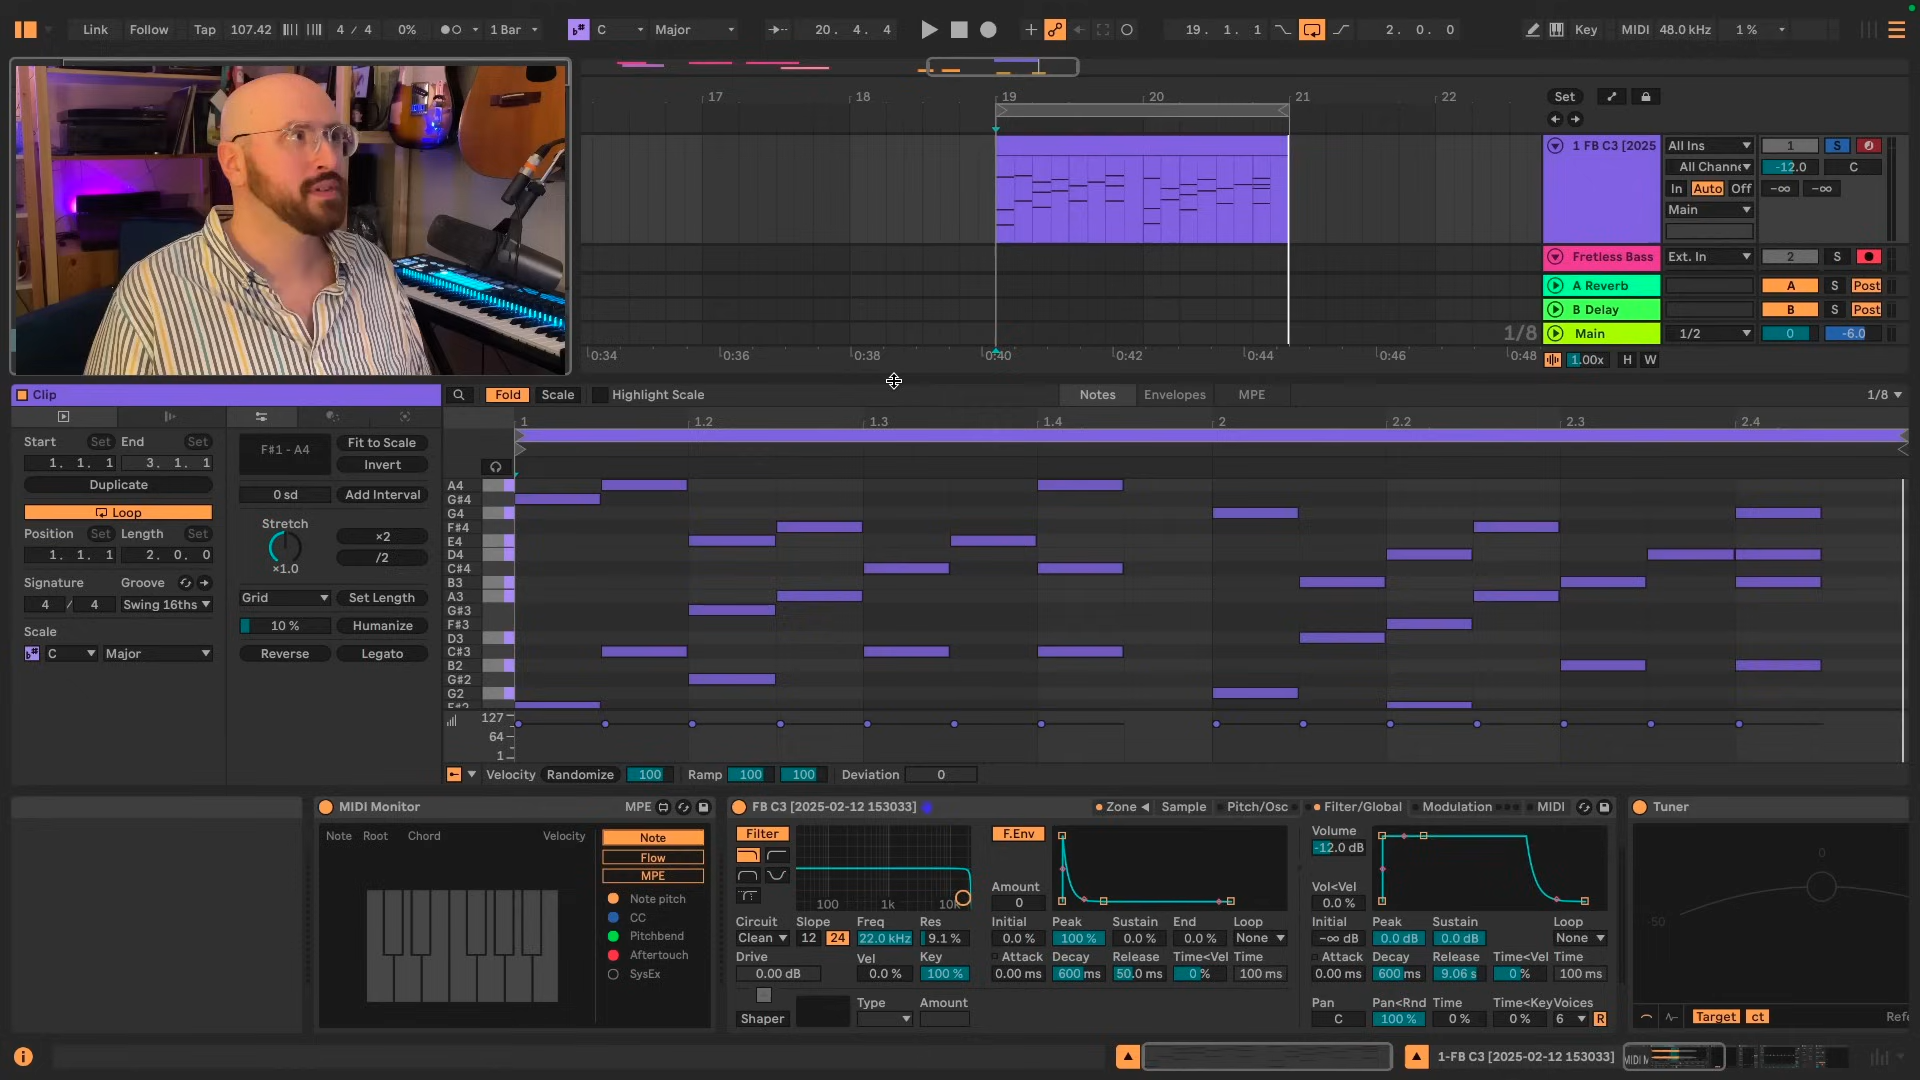 Link Follow Tap 107.42 4 / 4 0% 1 Bar C Major 20. 4. 4 19. 1. 1 2. 0. 0 Key MIDI 48.0 kHz 1 %
17 18 19 20 21 22 Set
1 FB C3 [2025 All Ins 1 S
All Channe -12.0 C
In Auto Off -∞ -∞
Main
Fretless Bass Ext. In 2 S
A Reverb A S Post
B Delay B S Post
1/8 Main 1/2 0 -6.0
0:34 0:36 0:38 0:40 0:42 0:44 0:46 0:48 1.00x H W
Clip Fold Scale Highlight Scale Notes Envelopes MPE 1/8
1 1.2 1.3 1.4 2 2.2 2.3 2.4
Start Set End Set F#1 - A4 Fit to Scale
1. 1. 1 3. 1. 1 Invert
Duplicate 0 sd Add Interval
Loop Stretch
Position Set Length Set ×2
1. 1. 1 2. 0. 0 /2
×1.0
Signature Groove
4 / 4 Swing 16ths Grid Set Length
Scale 10 % Humanize
C Major Reverse Legato
A4
G#4
G4
F#4
E4
D4
C#4
B3
A3
G#3
F#3
D3
C#3
B2
G#2
G2
F#2
127
64
1
Velocity Randomize 100 Ramp 100 100 Deviation 0
MIDI Monitor MPE FB C3 [2025-02-12 153033] Zone Sample Pitch/Osc Filter/Global Modulation MIDI Tuner
Note Root Chord Velocity Note Flow MPE
Note pitch
CC
Pitchbend
Aftertouch
SysEx
Filter F.Env Volume
-12.0 dB
100 1k 10k Amount 0 Vol<Vel 0.0 %
Circuit Slope Freq Res Initial Peak Sustain End Loop Initial Peak Sustain Loop
Clean 12 24 22.0 kHz 9.1 % 0.0 % 100 % 0.0 % 0.0 % None -∞ dB 0.0 dB 0.0 dB None
Drive Vel Key Attack Decay Release Time<Vel Time Attack Decay Release Time<Vel Time
0.00 dB 0.0 % 100 % 0.00 ms 600 ms 50.0 ms 0 % 100 ms 0.00 ms 600 ms 9.06 s 0 % 100 ms
Type Amount Pan Pan<Rnd Time Time<Key Voices
Shaper C 100 % 0 % 0 % 6 R
0
-50
Target ct
1-FB C3 [2025-02-12 153033]